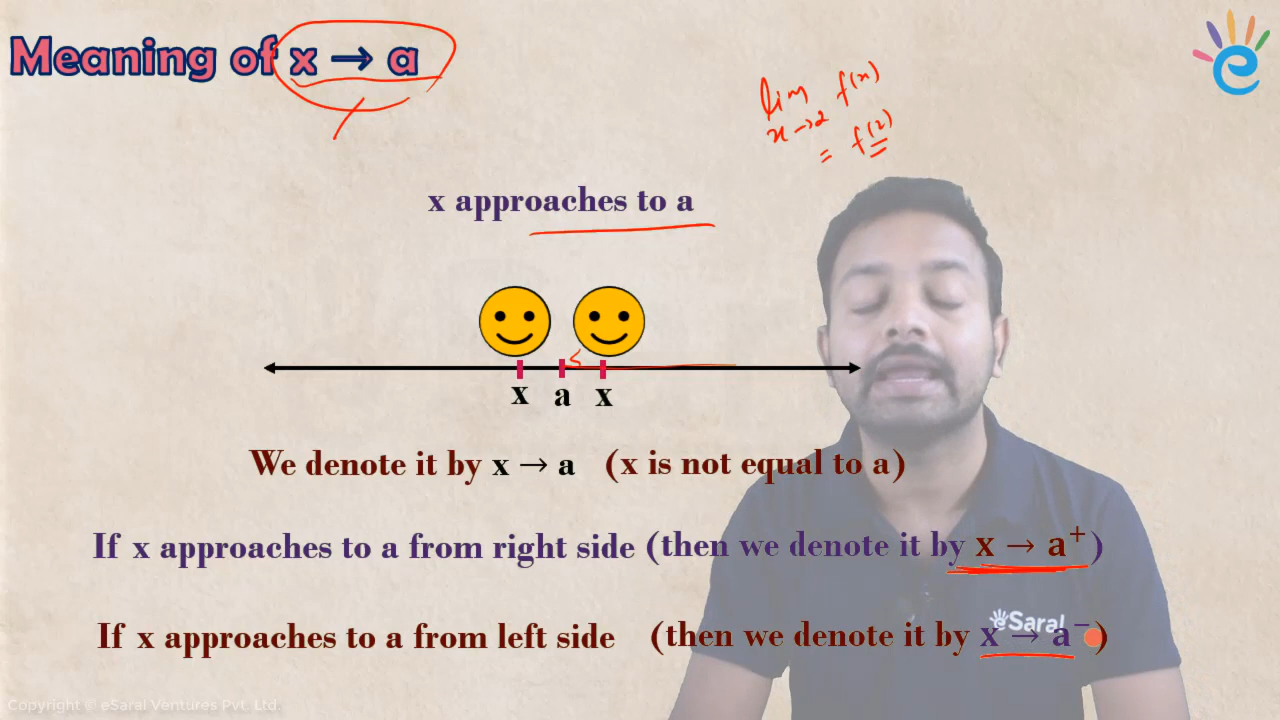 Meaning of x → a
lim f(x)
x→2
= f(2)
x approaches to a
x a x
We denote it by x → a (x is not equal to a)
If x approaches to a from right side (then we denote it by x → a⁺)
eSaral
If x approaches to a from left side (then we denote it by x → a⁻)
Copyright © eSaral Ventures Pvt. Ltd.